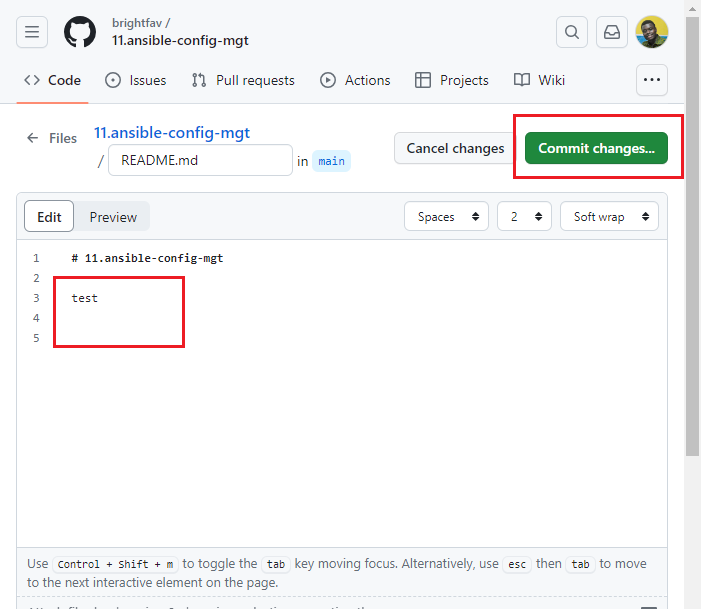 brightfav /
11.ansible-config-mgt
Code Issues Pull requests Actions Projects Wiki
Files 11.ansible-config-mgt
/ README.md in main
Cancel changes Commit changes...
Edit Preview Spaces 2 Soft wrap
1 # 11.ansible-config-mgt
2
3 test
4
5
Use Control + Shift + m to toggle the tab key moving focus. Alternatively, use esc then tab to move
to the next interactive element on the page.